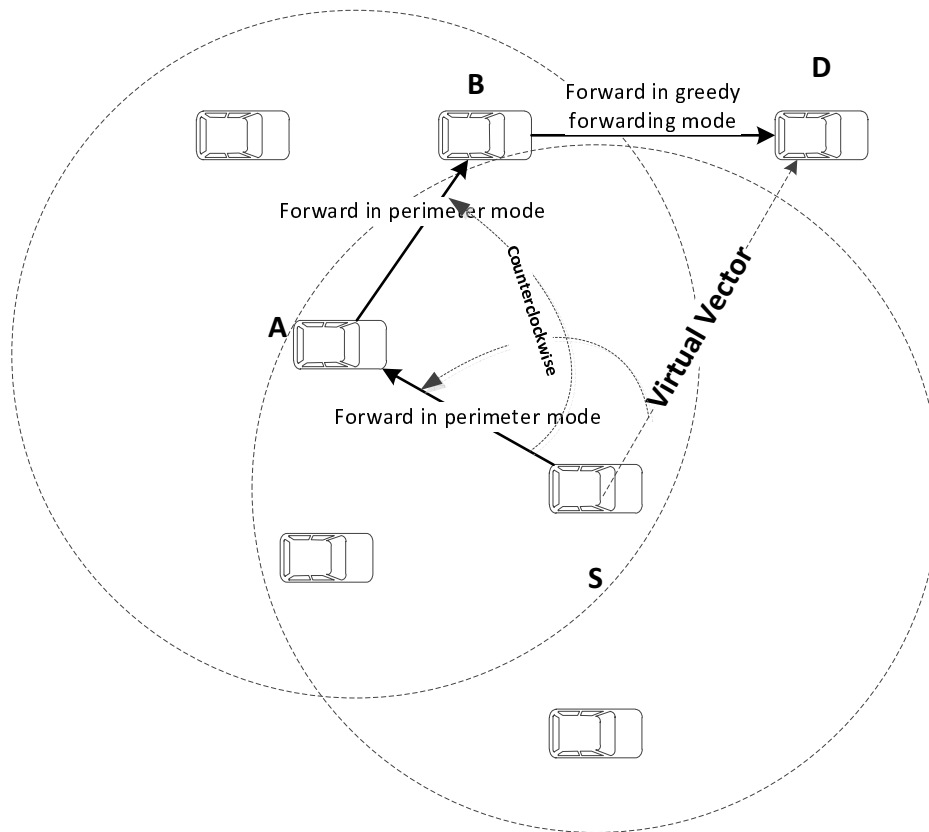 D
B
Forward in greedy
forwarding mode
Forward in perimeter mode
Counterclockwise
Virtual Vector
A
Forward in perimeter mode
S